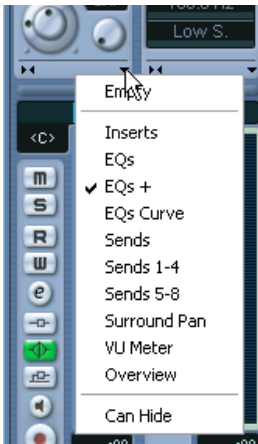 Low S.
Empty
<C>
Inserts
EQs
EQs +
EQs Curve
Sends
Sends 1-4
Sends 5-8
Surround Pan
VU Meter
Overview
Can Hide
m
S
R
W
e